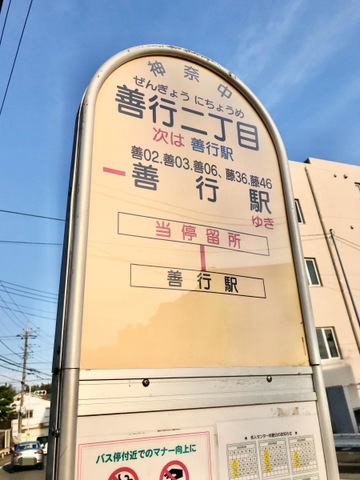 神奈中
ぜんぎょう にちょうめ
善行二丁目
次は 善行駅
善02.善03.善06、藤36.藤46
善行駅
ゆき
当停留所
善行駅
バス停付近でのマナー向上に